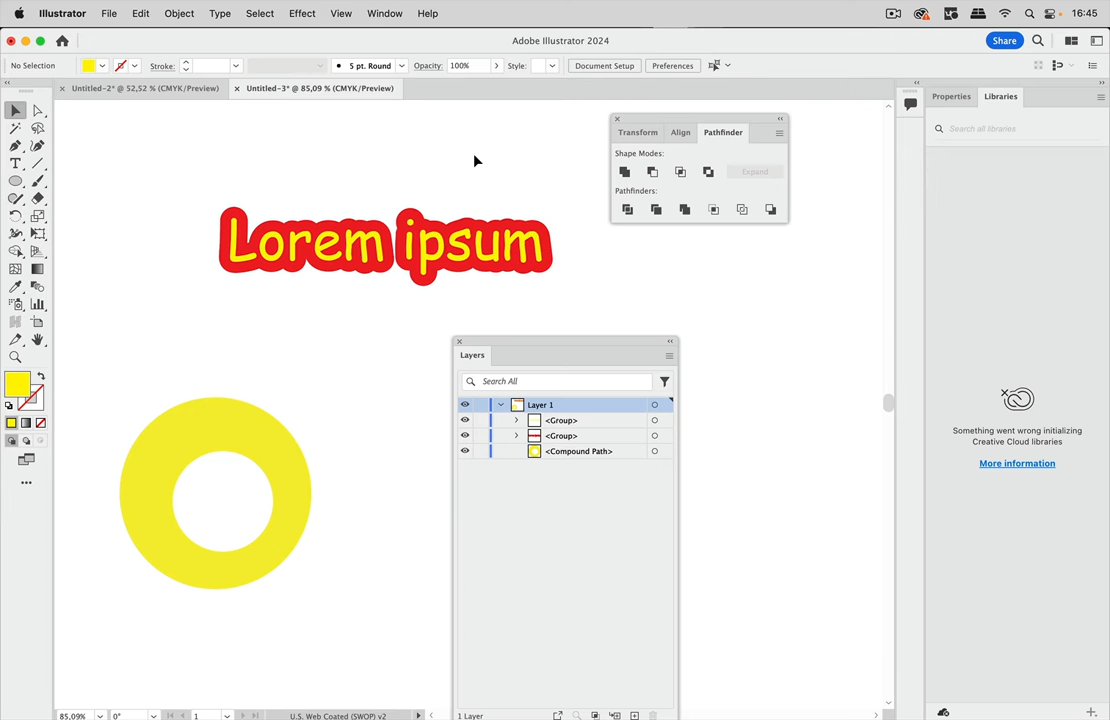 Illustrator File Edit Object Type Select Effect View Window Help 16:45
Adobe Illustrator 2024 Share
No Selection Stroke: 5 pt. Round Opacity: 100% Style: Document Setup Preferences
Untitled-2* @ 52,52 % (CMYK/Preview) Untitled-3* @ 85,09 % (CMYK/Preview)
Properties Libraries
Search all libraries
Transform Align Pathfinder
Shape Modes:
Expand
Pathfinders:
Lorem ipsum
Layers
Search All
Layer 1
<Group>
<Group>
<Compound Path>
Something went wrong initializing
Creative Cloud libraries
More information
85,09% 0° 1 U.S. Web Coated (SWOP) v2 1 Layer